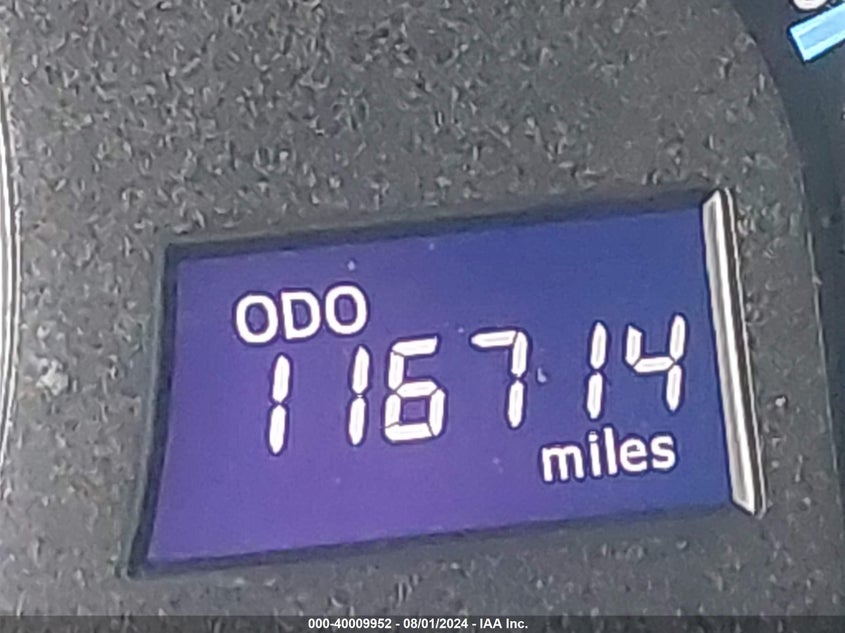 ODO
116714
miles
000-40009952 - 08/01/2024 - IAA Inc.